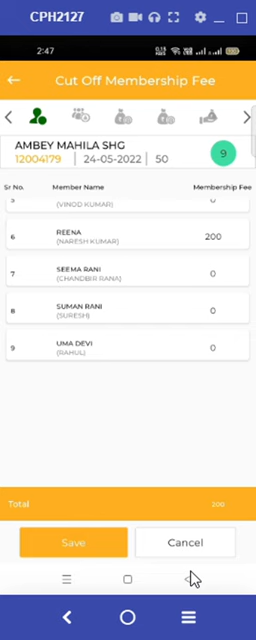 CPH2127
2:47
Cut Off Membership Fee
AMBEY MAHILA SHG
12004179 | 24-05-2022 | 50
9
Sr No. Member Name Membership Fee
(VINOD KUMAR)
6 REENA 200
(NARESH KUMAR)
7 SEEMA RANI 0
(CHANDBIR RANA)
8 SUMAN RANI 0
(SURESH)
9 UMA DEVI 0
(RAHUL)
Total 200
Save Cancel